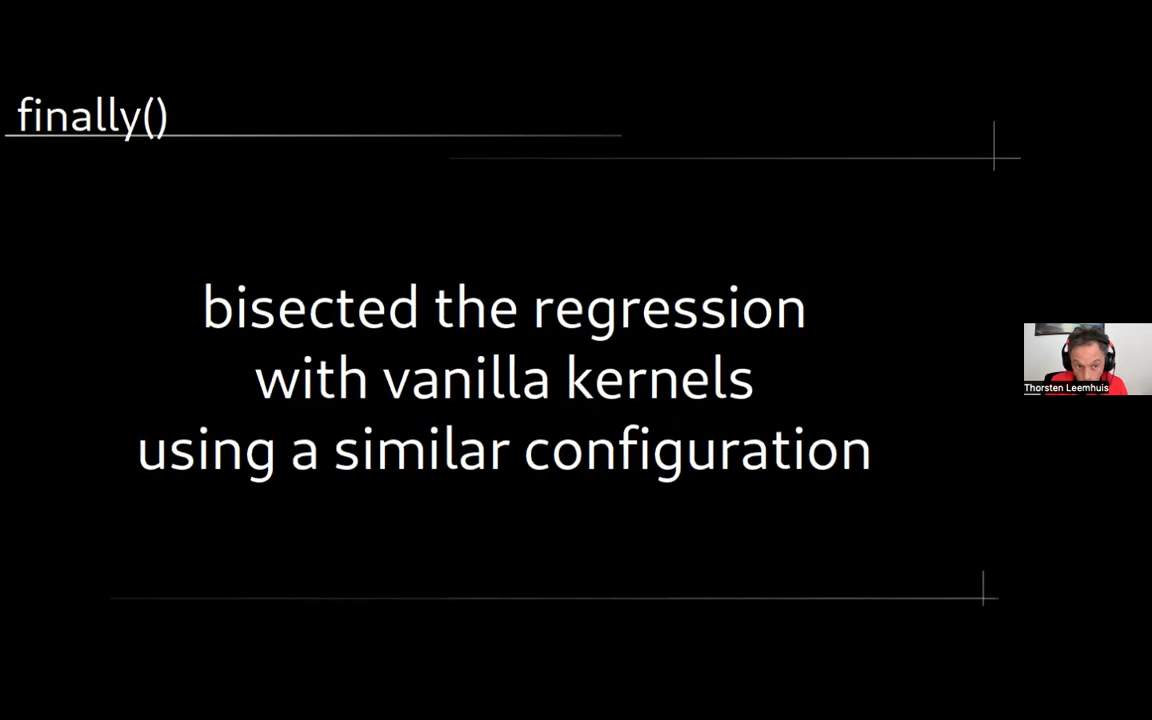 finally()
bisected the regression
with vanilla kernels
using a similar configuration
Thorsten Leemhuis